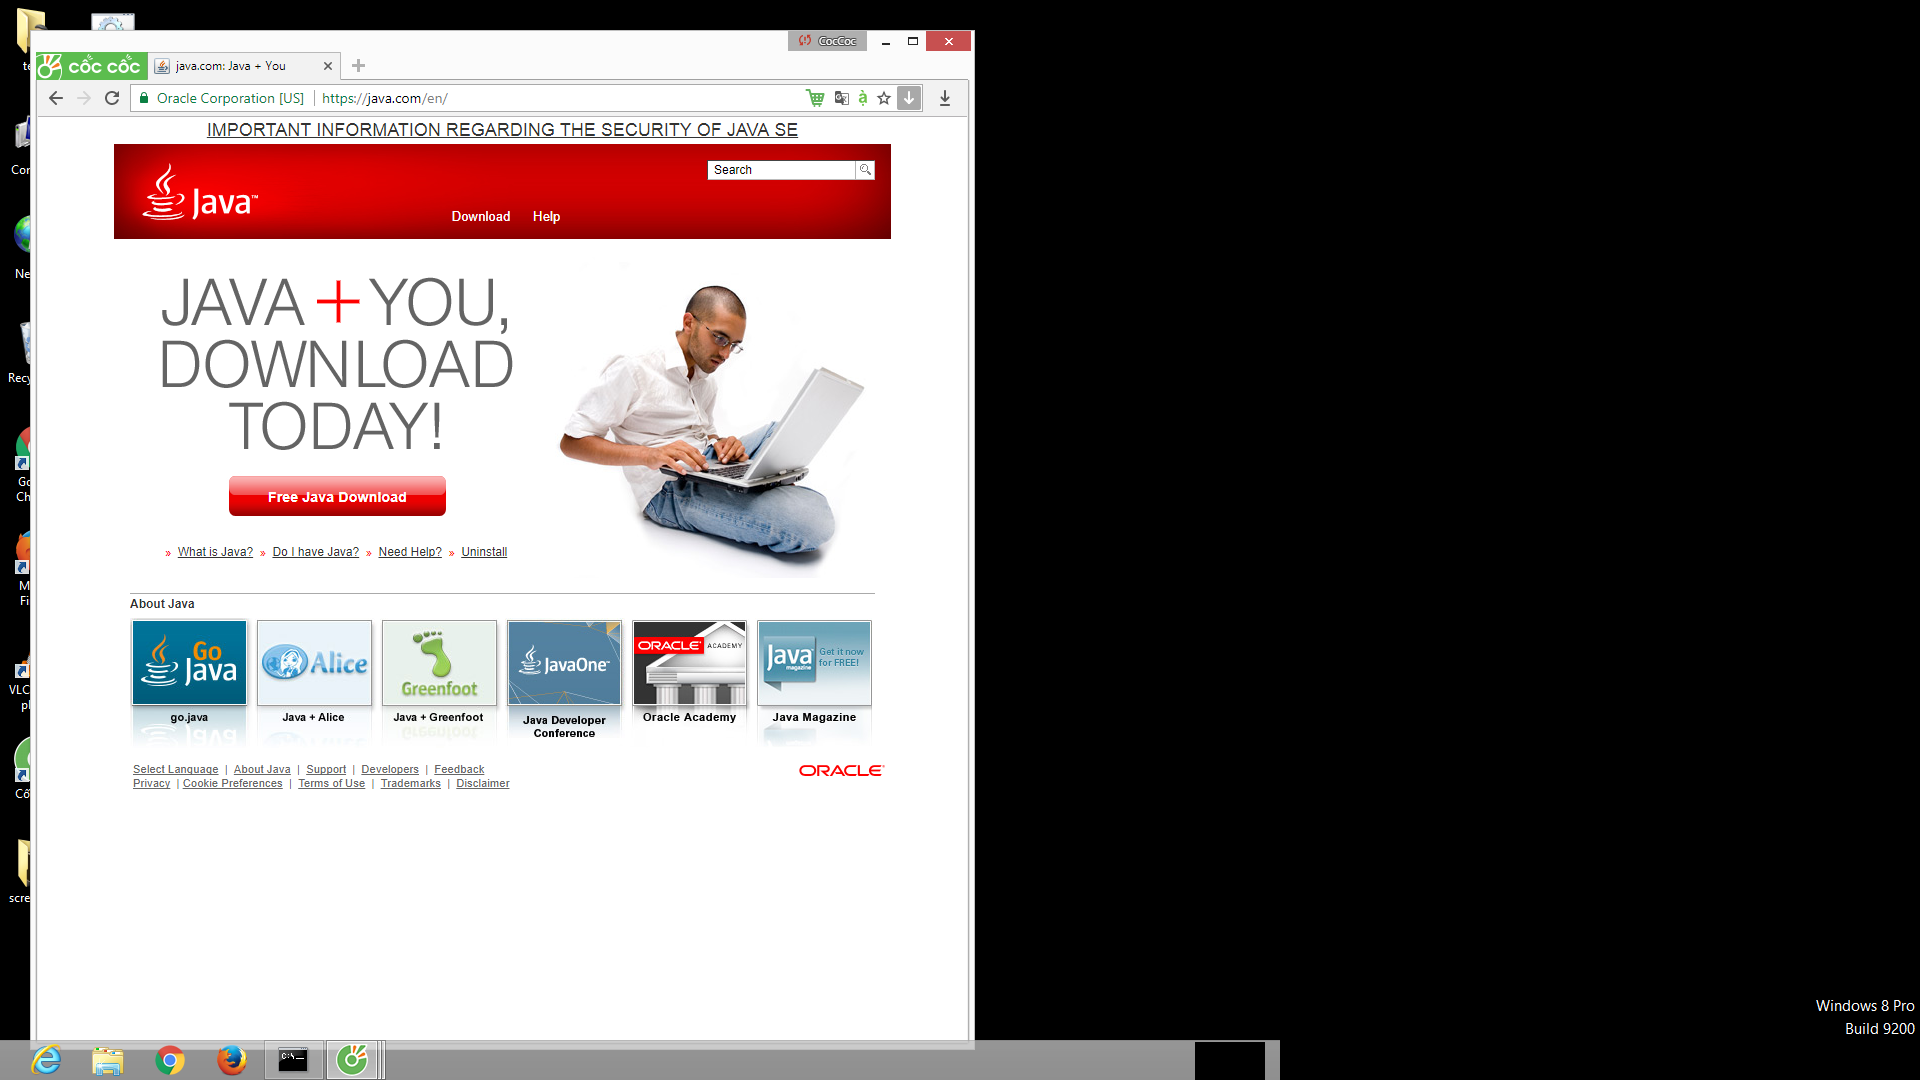 CocCoc
cốc cốc
java.com: Java + You
Oracle Corporation [US]
https://java.com/en/
IMPORTANT INFORMATION REGARDING THE SECURITY OF JAVA SE
Java™
Search
Download Help
JAVA + YOU,
DOWNLOAD
TODAY!
Free Java Download
» What is Java? » Do I have Java? » Need Help? » Uninstall
About Java
Go Java
Alice
Greenfoot
JavaOne™
ORACLE ACADEMY
Java magazine Get it now for FREE!
go.java
Java + Alice
Java + Greenfoot
Java Developer
Conference
Oracle Academy
Java Magazine
Select Language | About Java | Support | Developers | Feedback
Privacy | Cookie Preferences | Terms of Use | Trademarks | Disclaimer
ORACLE
Windows 8 Pro
Build 9200